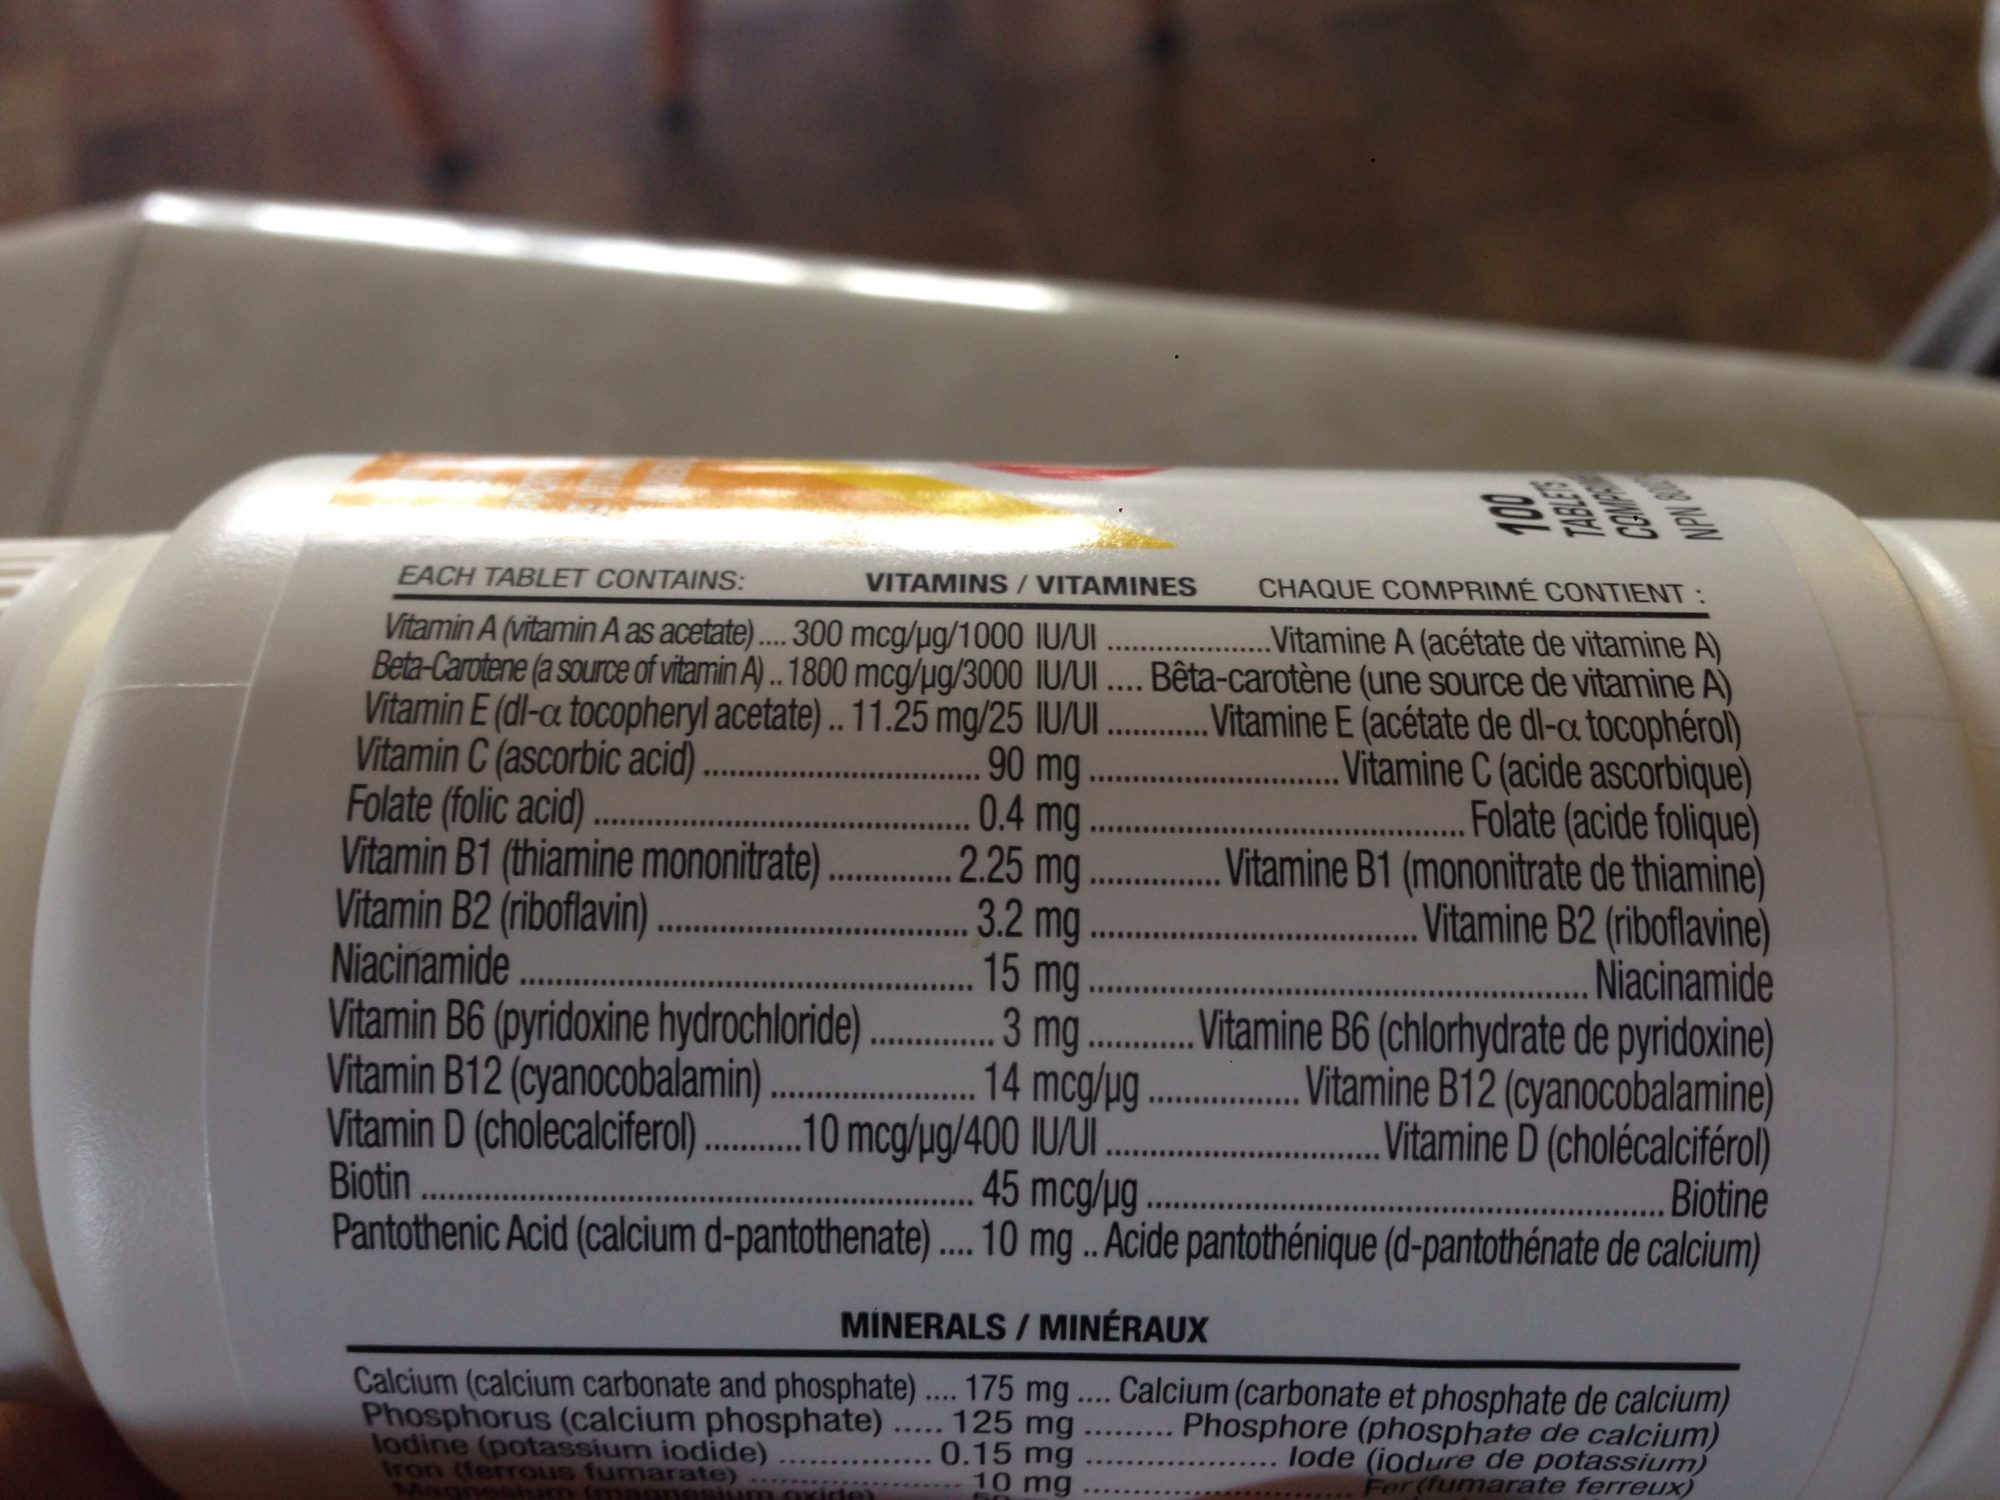 100
TABLETS
NPN
EACH TABLET CONTAINS: VITAMINS / VITAMINES CHAQUE COMPRIMÉ CONTIENT :
Vitamin A (vitamin A as acetate) .... 300 mcg/µg/1000 IU/UI .................. Vitamine A (acétate de vitamine A)
Beta-Carotene (a source of vitamin A) .. 1800 mcg/µg/3000 IU/UI .... Bêta-carotène (une source de vitamine A)
Vitamin E (dl-α tocopheryl acetate) .. 11.25 mg/25 IU/UI ............ Vitamine E (acétate de dl-α tocophérol)
Vitamin C (ascorbic acid) ................................. 90 mg .............................. Vitamine C (acide ascorbique)
Folate (folic acid) ............................................ 0.4 mg ............................................. Folate (acide folique)
Vitamin B1 (thiamine mononitrate) .............. 2.25 mg ............... Vitamine B1 (mononitrate de thiamine)
Vitamin B2 (riboflavin) ..................................... 3.2 mg ....................................... Vitamine B2 (riboflavine)
Niacinamide ..................................................... 15 mg ........................................................... Niacinamide
Vitamin B6 (pyridoxine hydrochloride) .............. 3 mg ............ Vitamine B6 (chlorhydrate de pyridoxine)
Vitamin B12 (cyanocobalamin) ........................ 14 mcg/µg .................. Vitamine B12 (cyanocobalamine)
Vitamin D (cholecalciferol) ........... 10 mcg/µg/400 IU/UI ................................ Vitamine D (cholécalciférol)
Biotin ................................................................. 45 mcg/µg ............................................................. Biotine
Pantothenic Acid (calcium d-pantothenate) .... 10 mg .. Acide pantothénique (d-pantothénate de calcium)
MINERALS / MINÉRAUX
Calcium (calcium carbonate and phosphate) .... 175 mg .... Calcium (carbonate et phosphate de calcium)
Phosphorus (calcium phosphate) ..... 125 mg ......... Phosphore (phosphate de calcium)
Iodine (potassium iodide) .............. 0.15 mg .................. Iode (iodure de potassium)
Iron (ferrous fumarate) ................... 10 mg ......................... Fer (fumarate ferreux)
Magnesium (magnesium oxide)